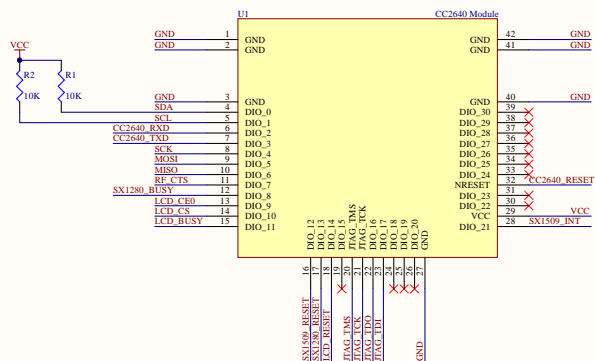 U1 CC2640 Module
GND 1 GND GND 42 GND
GND 2 GND GND 41 GND
VCC
R2 R1
10K 10K
GND 3 GND GND 40 GND
SDA 4 DIO_0 DIO_30 39
SCL 5 DIO_1 DIO_29 38
CC2640_RXD 6 DIO_2 DIO_28 37
CC2640_TXD 7 DIO_3 DIO_27 36
SCK 8 DIO_4 DIO_26 35
MOSI 9 DIO_5 DIO_25 34
MISO 10 DIO_6 DIO_24 33
RF_CTS 11 DIO_7 NRESET 32 CC2640_RESET
SX1280_BUSY 12 DIO_8 DIO_23 31
LCD_CE0 13 DIO_9 DIO_22 30
LCD_CS 14 DIO_10 VCC 29 VCC
LCD_BUSY 15 DIO_11 DIO_21 28 SX1509_INT
DIO_12 16 SX1509_RESET
DIO_13 17 SX1280_RESET
DIO_14 18 LCD_RESET
DIO_15 19
JTAG_TMS 20 JTAG_TMS
JTAG_TCK 21 JTAG_TCK
DIO_16 22 JTAG_TDO
DIO_17 23 JTAG_TDI
DIO_18 24
DIO_19 25
DIO_20 26
GND 27 GND